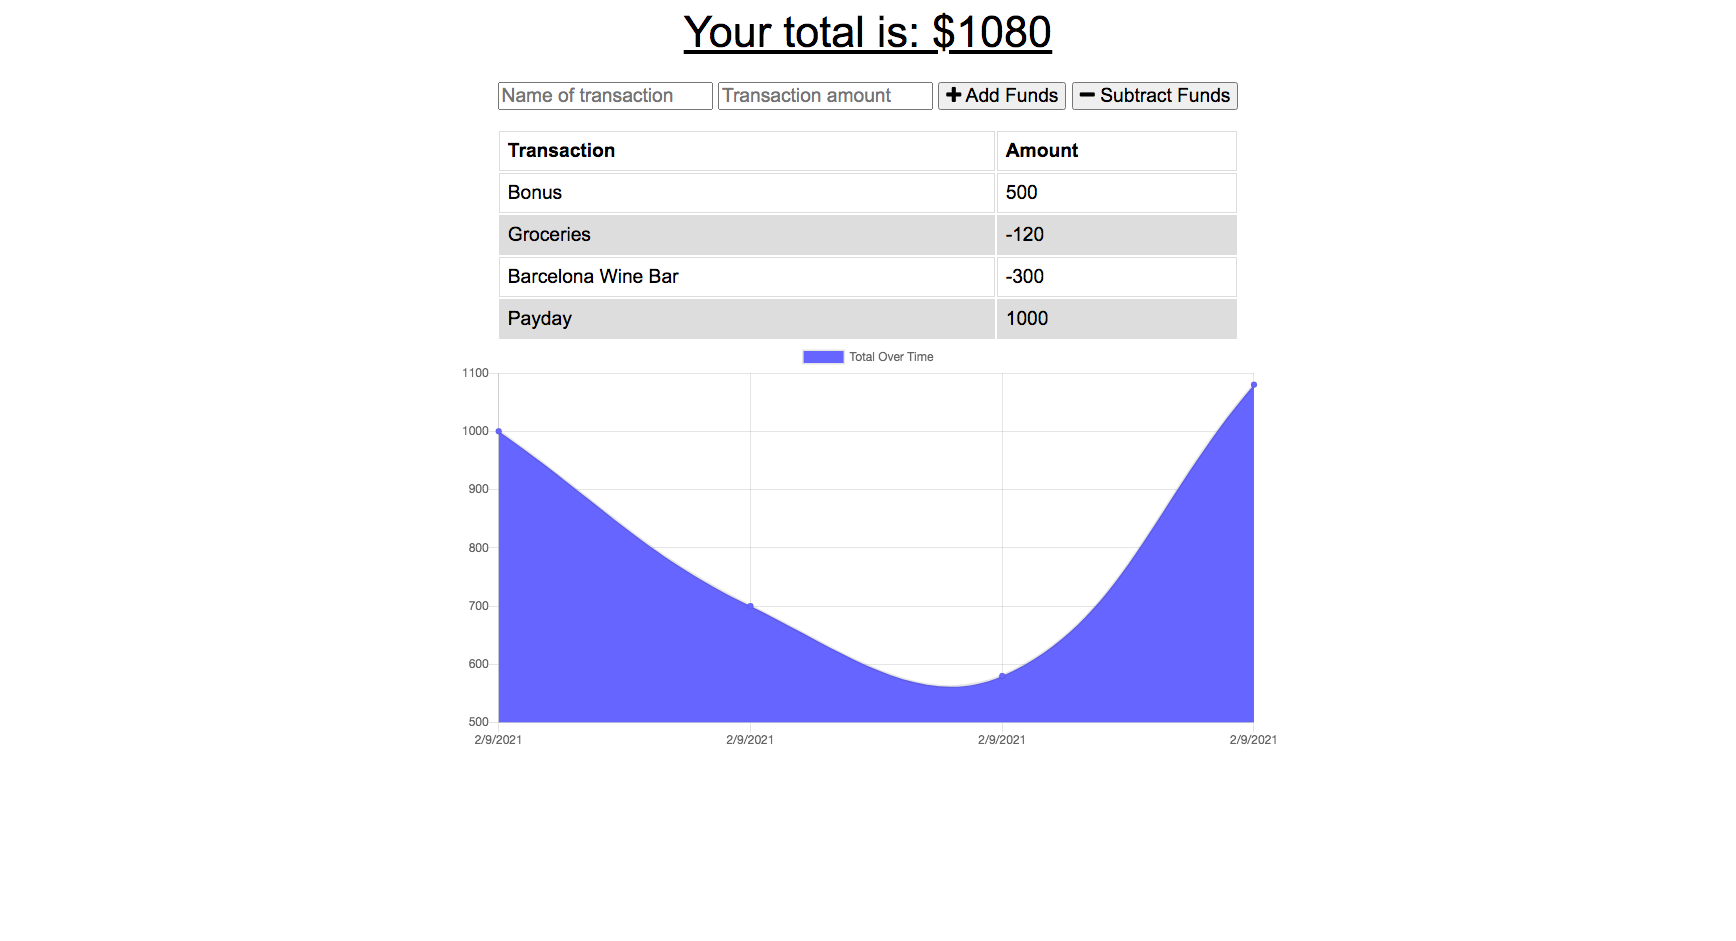 Your total is: $1080
Name of transaction Transaction amount Add Funds Subtract Funds
Transaction Amount
Bonus 500
Groceries -120
Barcelona Wine Bar -300
Payday 1000
Total Over Time
1100
1000
900
800
700
600
500
2/9/2021 2/9/2021 2/9/2021 2/9/2021